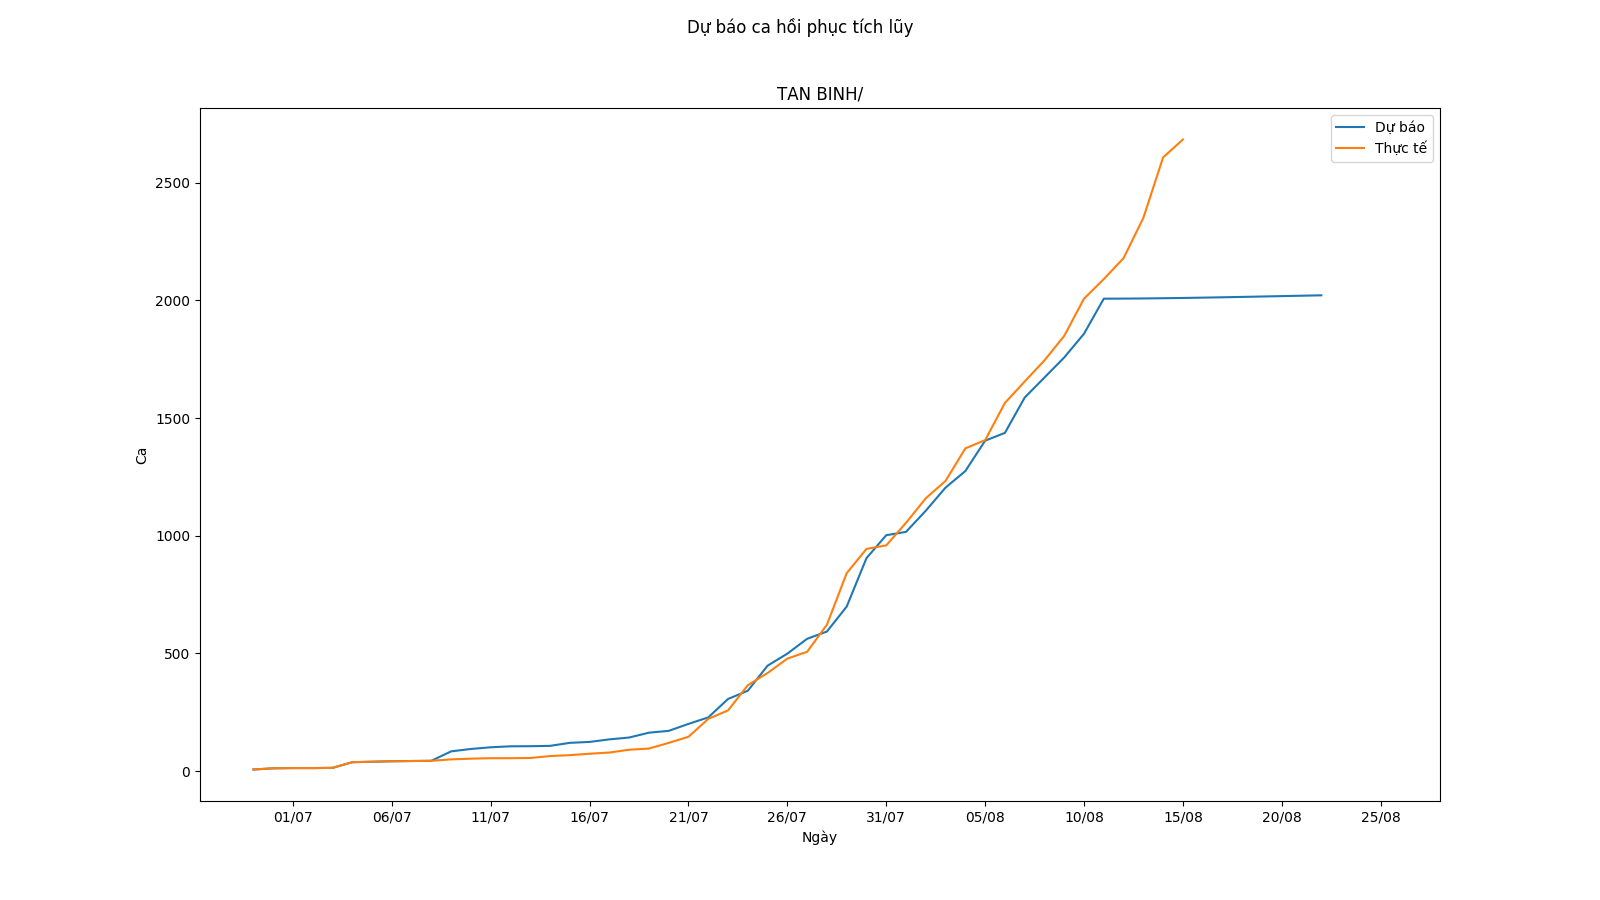 Dự báo ca hồi phục tích lũy
TAN BINH/
Dự báo
Thực tế
2500
2000
1500
1000
500
0
Ca
01/07 06/07 11/07 16/07 21/07 26/07 31/07 05/08 10/08 15/08 20/08 25/08
Ngày